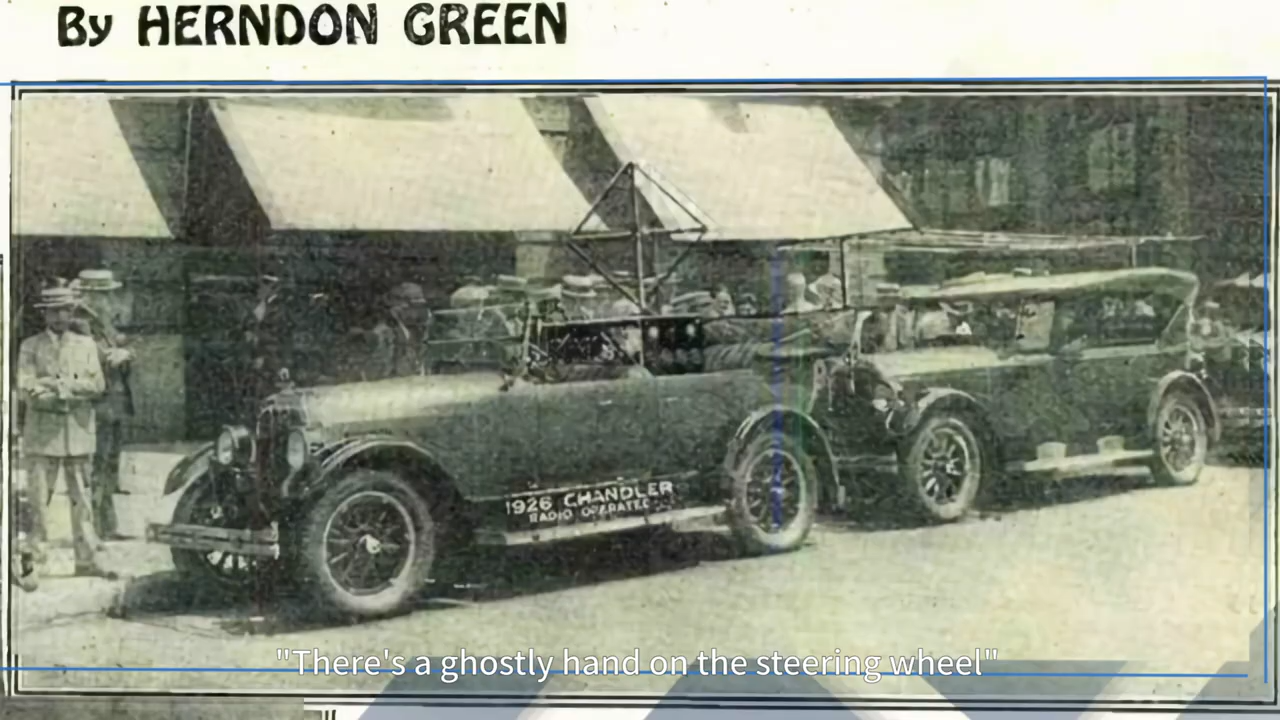 By HERNDON GREEN
1926 CHANDLER
RADIO OPERATED
"There's a ghostly hand on the steering wheel"